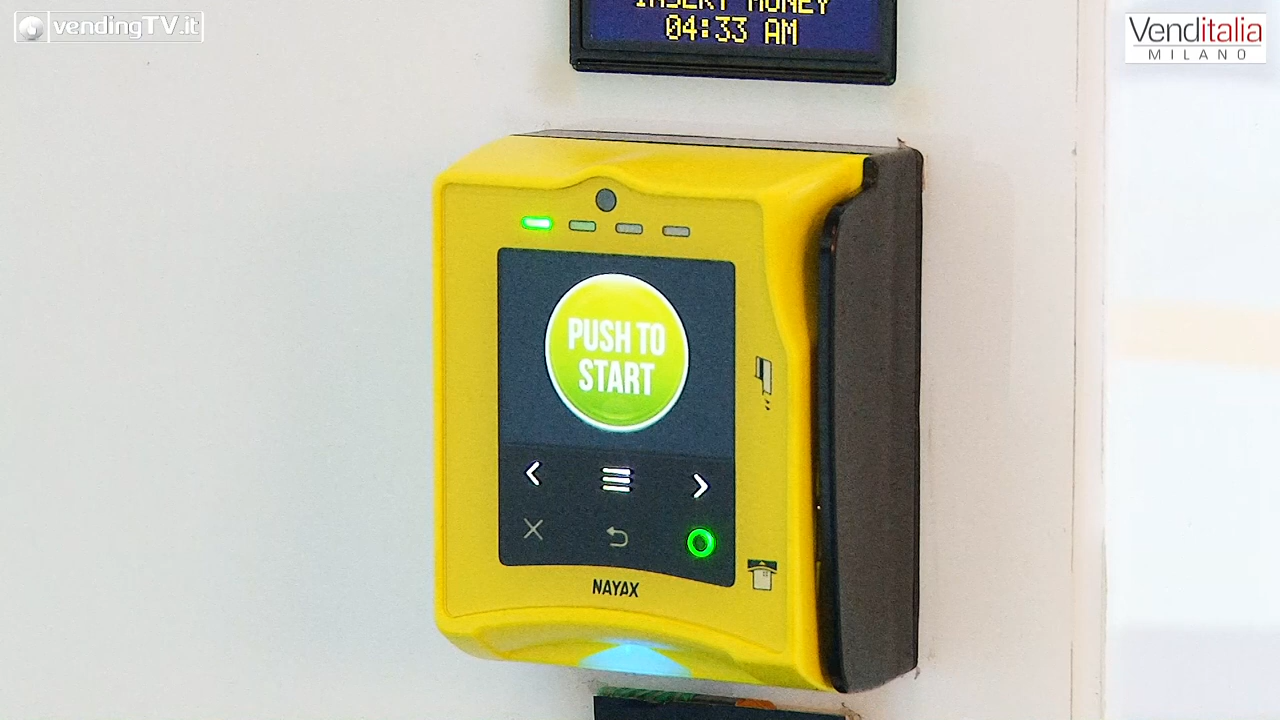 vendingTV.it
INSERT MONEY
04:33 AM
Venditalia
MILANO
PUSH TO
START
NAYAX